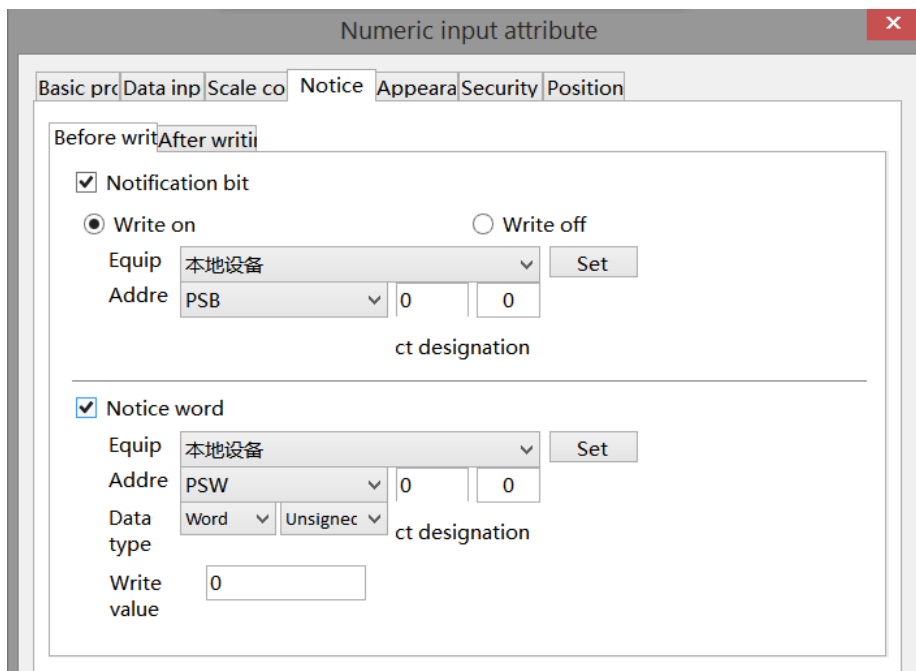 Numeric input attribute
Basic pro Data inp Scale co Notice Appeara Security Position
Before writ After writi
Notification bit
Write on Write off
Equip 本地设备 Set
Addre PSB 0 0
ct designation
Notice word
Equip 本地设备 Set
Addre PSW 0 0
Data type Word Unsigned ct designation
Write value 0